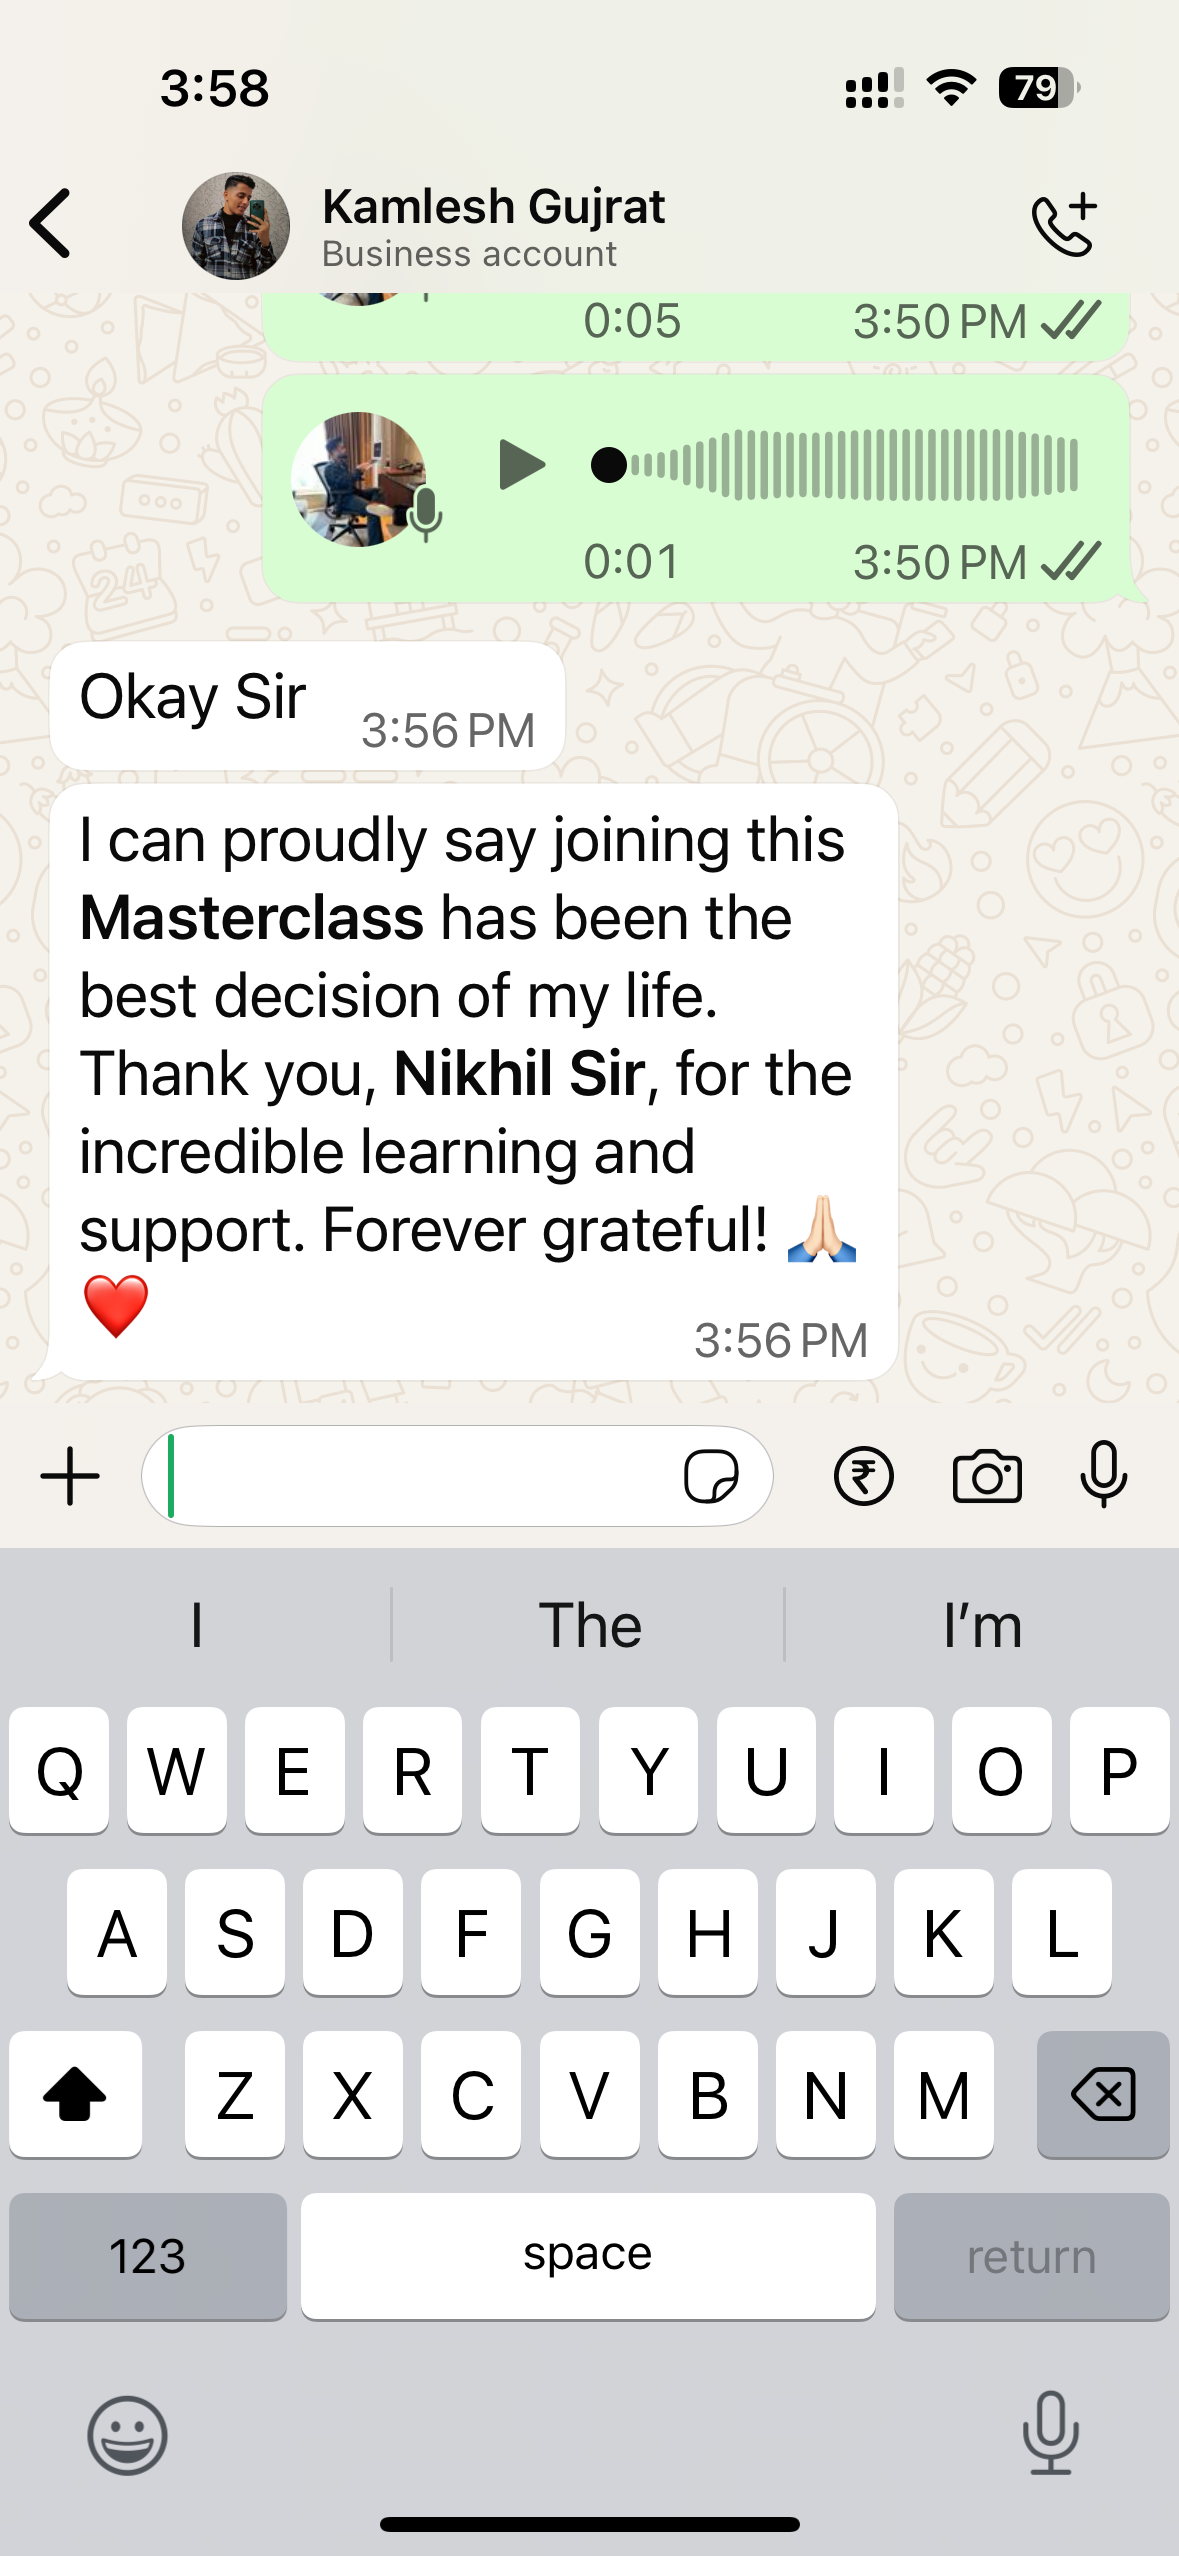 3:58
79
Kamlesh Gujrat
Business account
0:05 3:50 PM
0:01 3:50 PM
24
Okay Sir
3:56 PM
I can proudly say joining this
Masterclass has been the
best decision of my life.
Thank you, Nikhil Sir, for the
incredible learning and
support. Forever grateful! 🙏🏻
❤️
3:56 PM
₹
I The I’m
Q W E R T Y U I O P
A S D F G H J K L
Z X C V B N M
123 space return